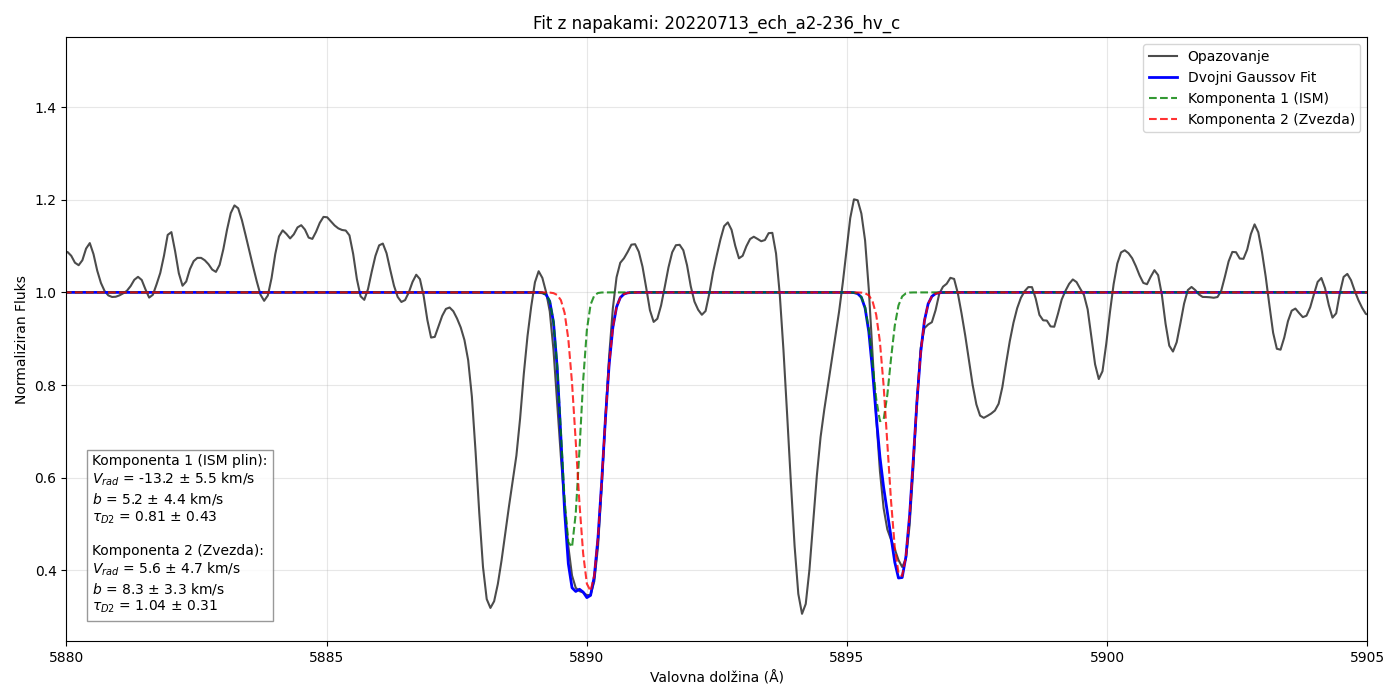 Fit z napakami: 20220713_ech_a2-236_hv_c
Normaliziran Fluks
1.4
1.2
1.0
0.8
0.6
0.4
Opazovanje
Dvojni Gaussov Fit
Komponenta 1 (ISM)
Komponenta 2 (Zvezda)
Komponenta 1 (ISM plin):
V_rad = -13.2 ± 5.5 km/s
b = 5.2 ± 4.4 km/s
τ_D2 = 0.81 ± 0.43
Komponenta 2 (Zvezda):
V_rad = 5.6 ± 4.7 km/s
b = 8.3 ± 3.3 km/s
τ_D2 = 1.04 ± 0.31
5880 5885 5890 5895 5900 5905
Valovna dolžina (Å)